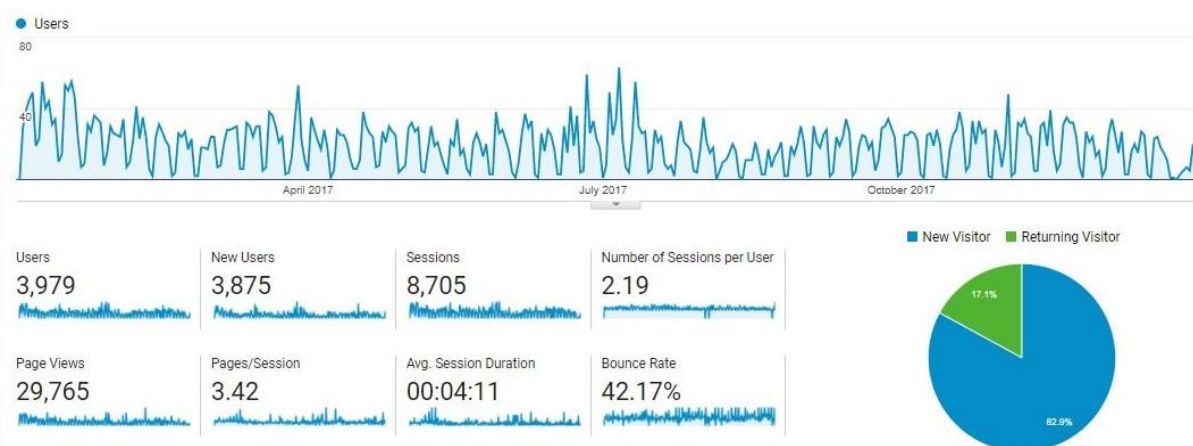 Users
80
40
April 2017
July 2017
October 2017
New Visitor
Returning Visitor
Users
New Users
Sessions
Number of Sessions per User
3,979
3,875
8,705
2.19
Page Views
Pages/Session
Avg. Session Duration
Bounce Rate
29,765
3.42
00:04:11
42.17%
17.1%
82.9%